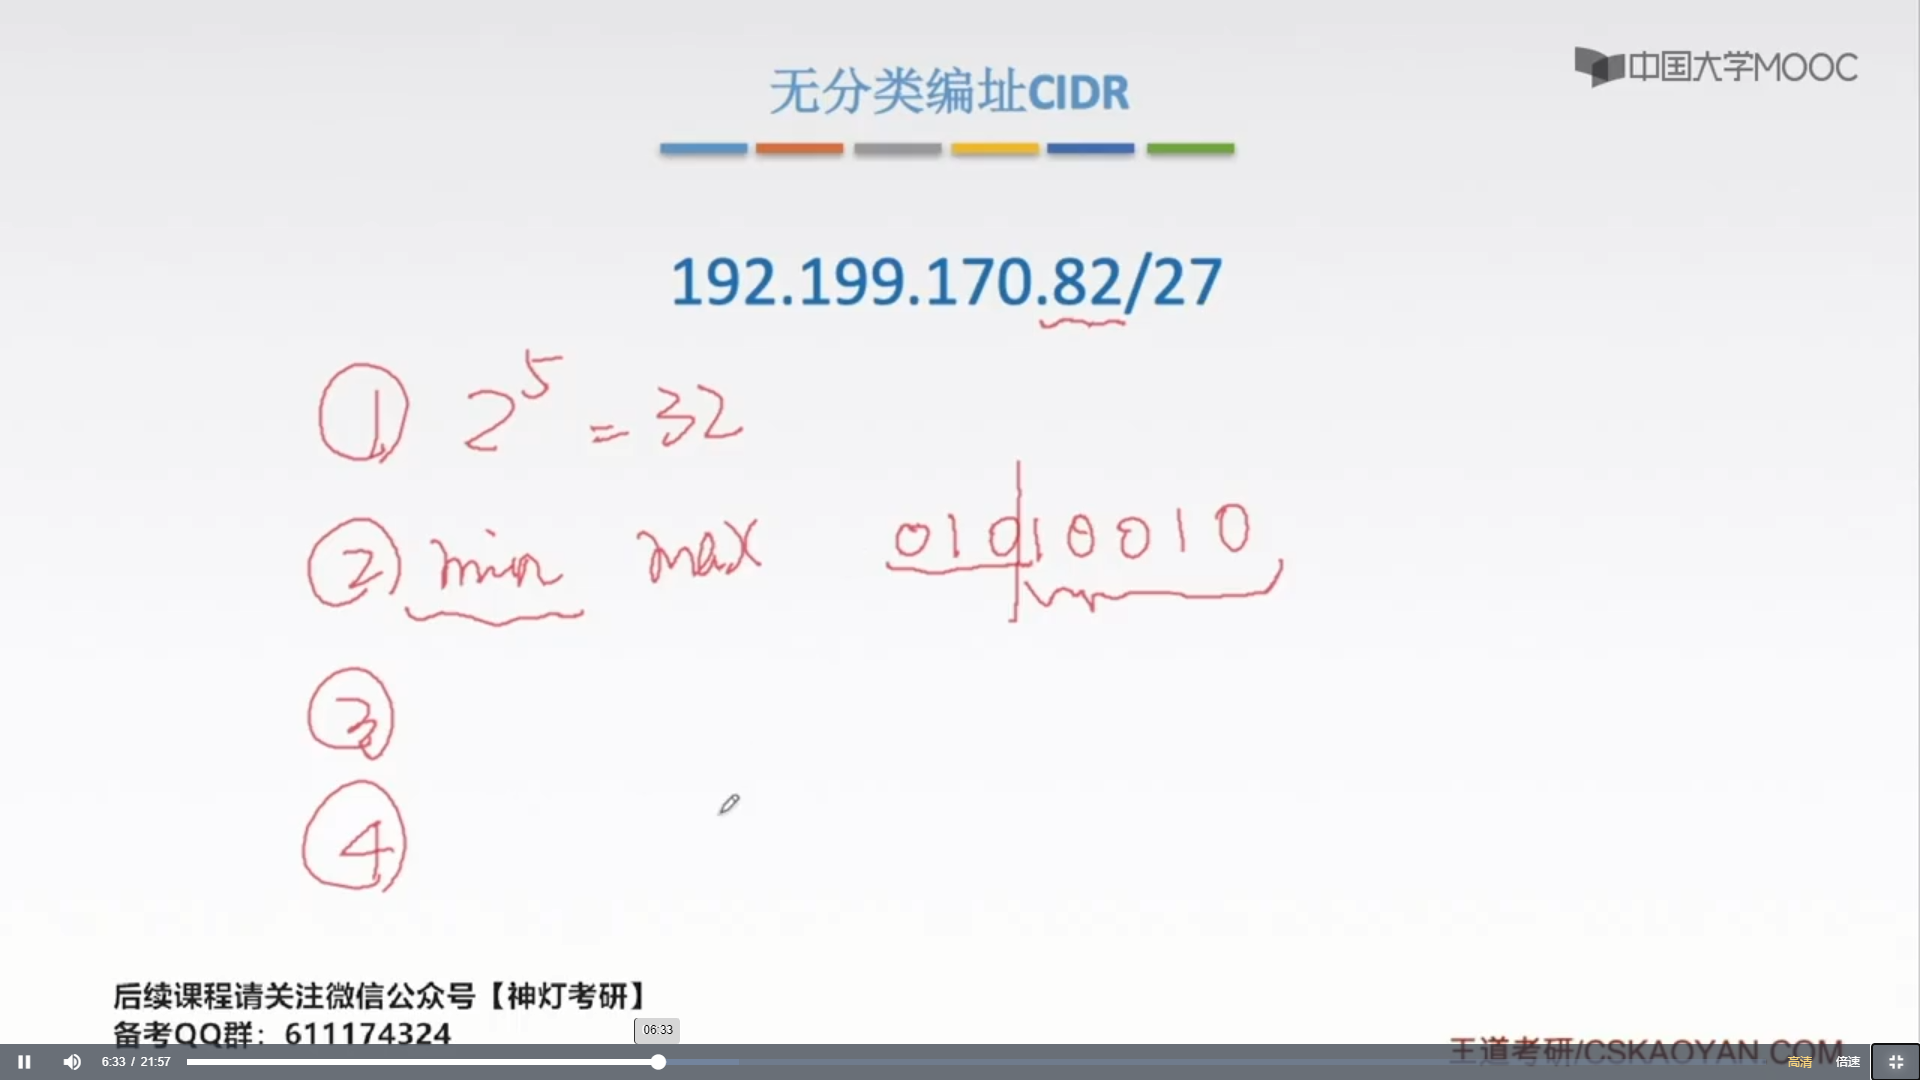 中国大学MOOC
无分类编址CIDR
192.199.170.82/27
① 2^5 = 32
② min max 01010010
③
④
后续课程请关注微信公众号【神灯考研】
备考QQ群：611174324
06:33
王道考研/CSKAOYAN.COM
6:33 / 21:57
高清 倍速